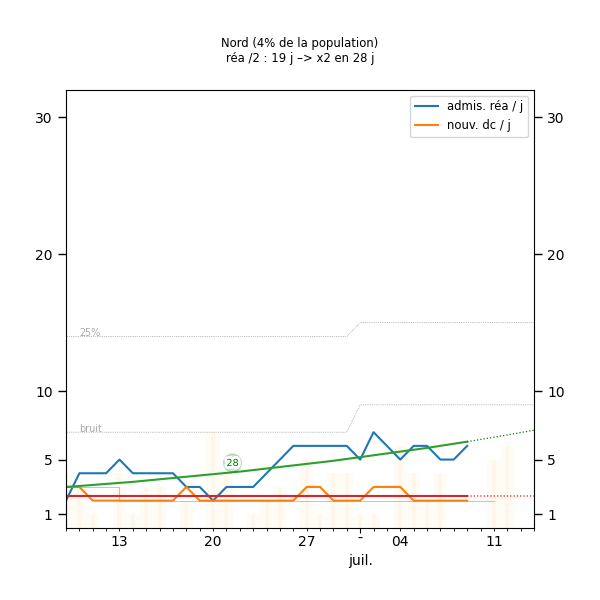 Nord (4% de la population)
réa /2 : 19 j –> x2 en 28 j
admis. réa / j
nouv. dc / j
30 30
20 20
25%
10 10
bruit
28
5 5
1 1
13 20 27 - 04 11
juil.